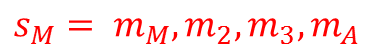 s_M = m_M, m_2, m_3, m_A